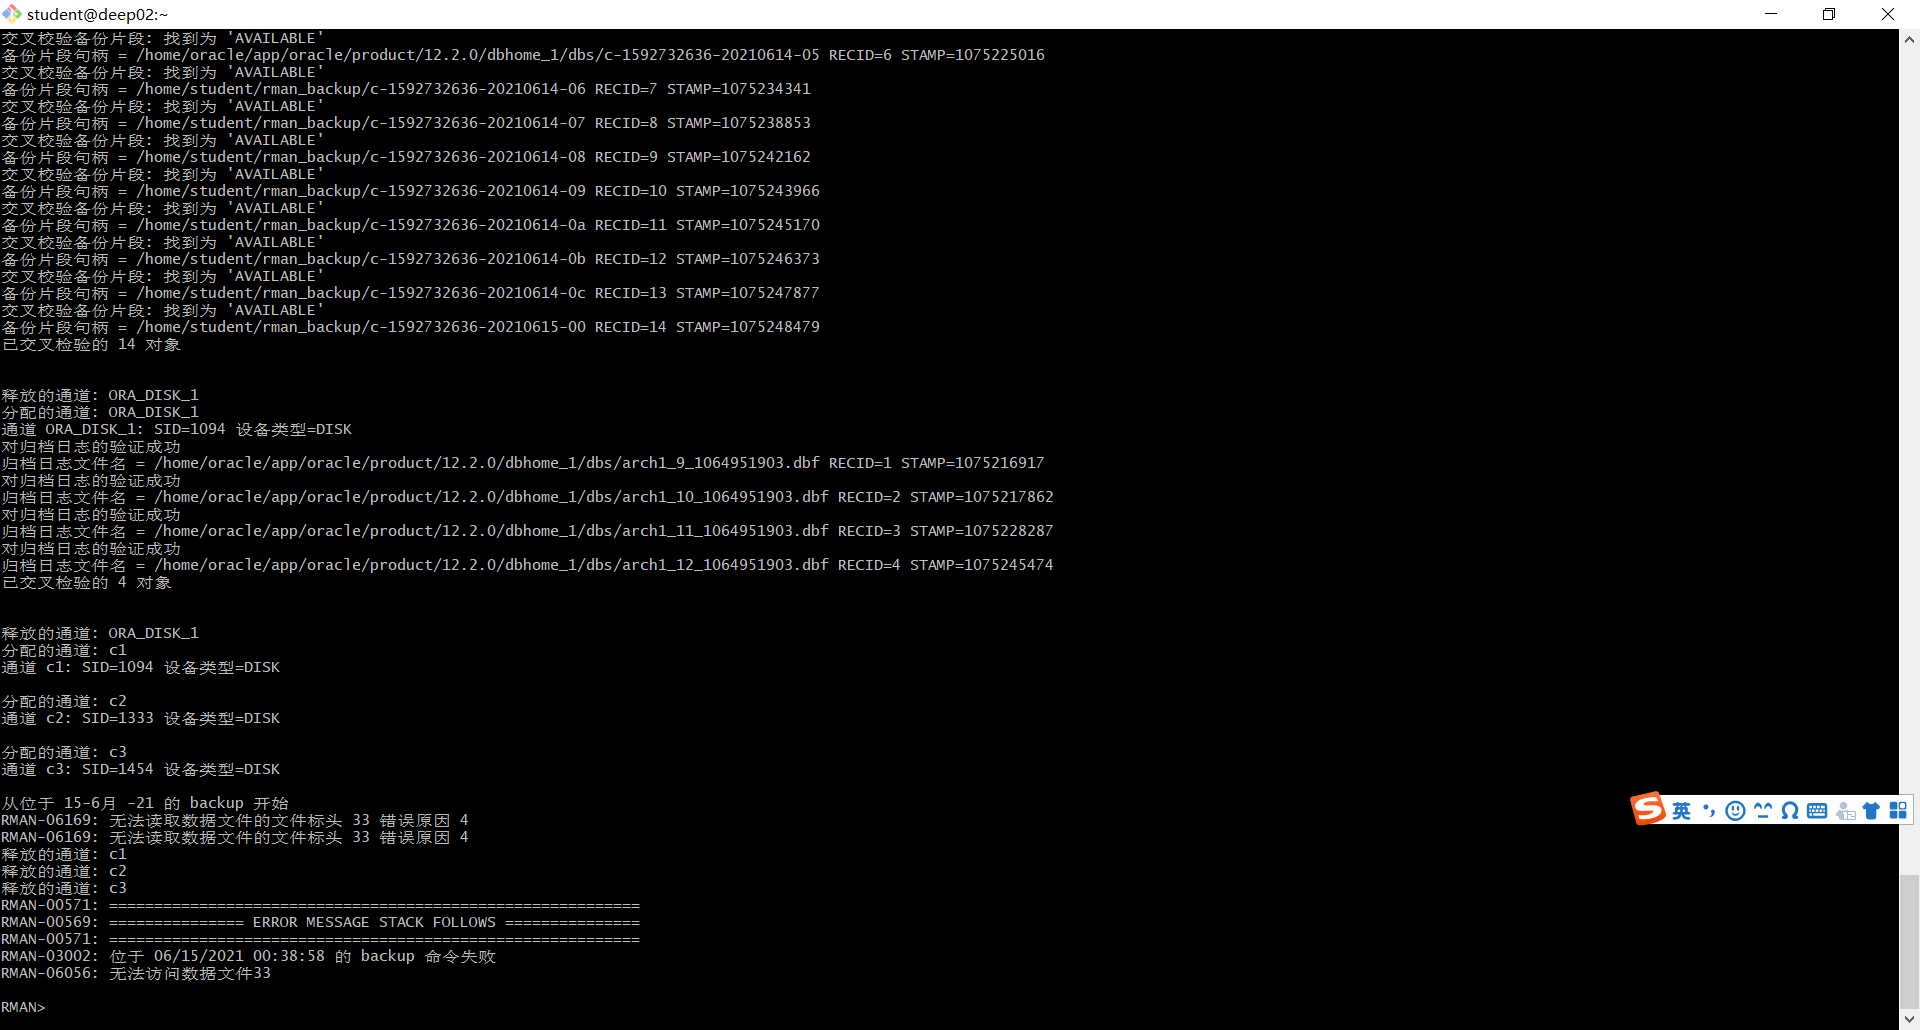 student@deep02:~
交叉校验备份片段: 找到为 'AVAILABLE'
备份片段句柄 = /home/oracle/app/oracle/product/12.2.0/dbhome_1/dbs/c-1592732636-20210614-05 RECID=6 STAMP=1075225016
交叉校验备份片段: 找到为 'AVAILABLE'
备份片段句柄 = /home/student/rman_backup/c-1592732636-20210614-06 RECID=7 STAMP=1075234341
交叉校验备份片段: 找到为 'AVAILABLE'
备份片段句柄 = /home/student/rman_backup/c-1592732636-20210614-07 RECID=8 STAMP=1075238853
交叉校验备份片段: 找到为 'AVAILABLE'
备份片段句柄 = /home/student/rman_backup/c-1592732636-20210614-08 RECID=9 STAMP=1075242162
交叉校验备份片段: 找到为 'AVAILABLE'
备份片段句柄 = /home/student/rman_backup/c-1592732636-20210614-09 RECID=10 STAMP=1075243966
交叉校验备份片段: 找到为 'AVAILABLE'
备份片段句柄 = /home/student/rman_backup/c-1592732636-20210614-0a RECID=11 STAMP=1075245170
交叉校验备份片段: 找到为 'AVAILABLE'
备份片段句柄 = /home/student/rman_backup/c-1592732636-20210614-0b RECID=12 STAMP=1075246373
交叉校验备份片段: 找到为 'AVAILABLE'
备份片段句柄 = /home/student/rman_backup/c-1592732636-20210614-0c RECID=13 STAMP=1075247877
交叉校验备份片段: 找到为 'AVAILABLE'
备份片段句柄 = /home/student/rman_backup/c-1592732636-20210615-00 RECID=14 STAMP=1075248479
已交叉检验的 14 对象
释放的通道: ORA_DISK_1
分配的通道: ORA_DISK_1
通道 ORA_DISK_1: SID=1094 设备类型=DISK
对归档日志的验证成功
归档日志文件名 = /home/oracle/app/oracle/product/12.2.0/dbhome_1/dbs/arch1_9_1064951903.dbf RECID=1 STAMP=1075216917
对归档日志的验证成功
归档日志文件名 = /home/oracle/app/oracle/product/12.2.0/dbhome_1/dbs/arch1_10_1064951903.dbf RECID=2 STAMP=1075217862
对归档日志的验证成功
归档日志文件名 = /home/oracle/app/oracle/product/12.2.0/dbhome_1/dbs/arch1_11_1064951903.dbf RECID=3 STAMP=1075228287
对归档日志的验证成功
归档日志文件名 = /home/oracle/app/oracle/product/12.2.0/dbhome_1/dbs/arch1_12_1064951903.dbf RECID=4 STAMP=1075245474
已交叉检验的 4 对象
释放的通道: ORA_DISK_1
分配的通道: c1
通道 c1: SID=1094 设备类型=DISK
分配的通道: c2
通道 c2: SID=1333 设备类型=DISK
分配的通道: c3
通道 c3: SID=1454 设备类型=DISK
从位于 15-6月 -21 的 backup 开始
RMAN-06169: 无法读取数据文件的文件标头 33 错误原因 4
RMAN-06169: 无法读取数据文件的文件标头 33 错误原因 4
释放的通道: c1
释放的通道: c2
释放的通道: c3
RMAN-00571: ===========================================================
RMAN-00569: =============== ERROR MESSAGE STACK FOLLOWS ===============
RMAN-00571: ===========================================================
RMAN-03002: 位于 06/15/2021 00:38:58 的 backup 命令失败
RMAN-06056: 无法访问数据文件33
RMAN>
S 英